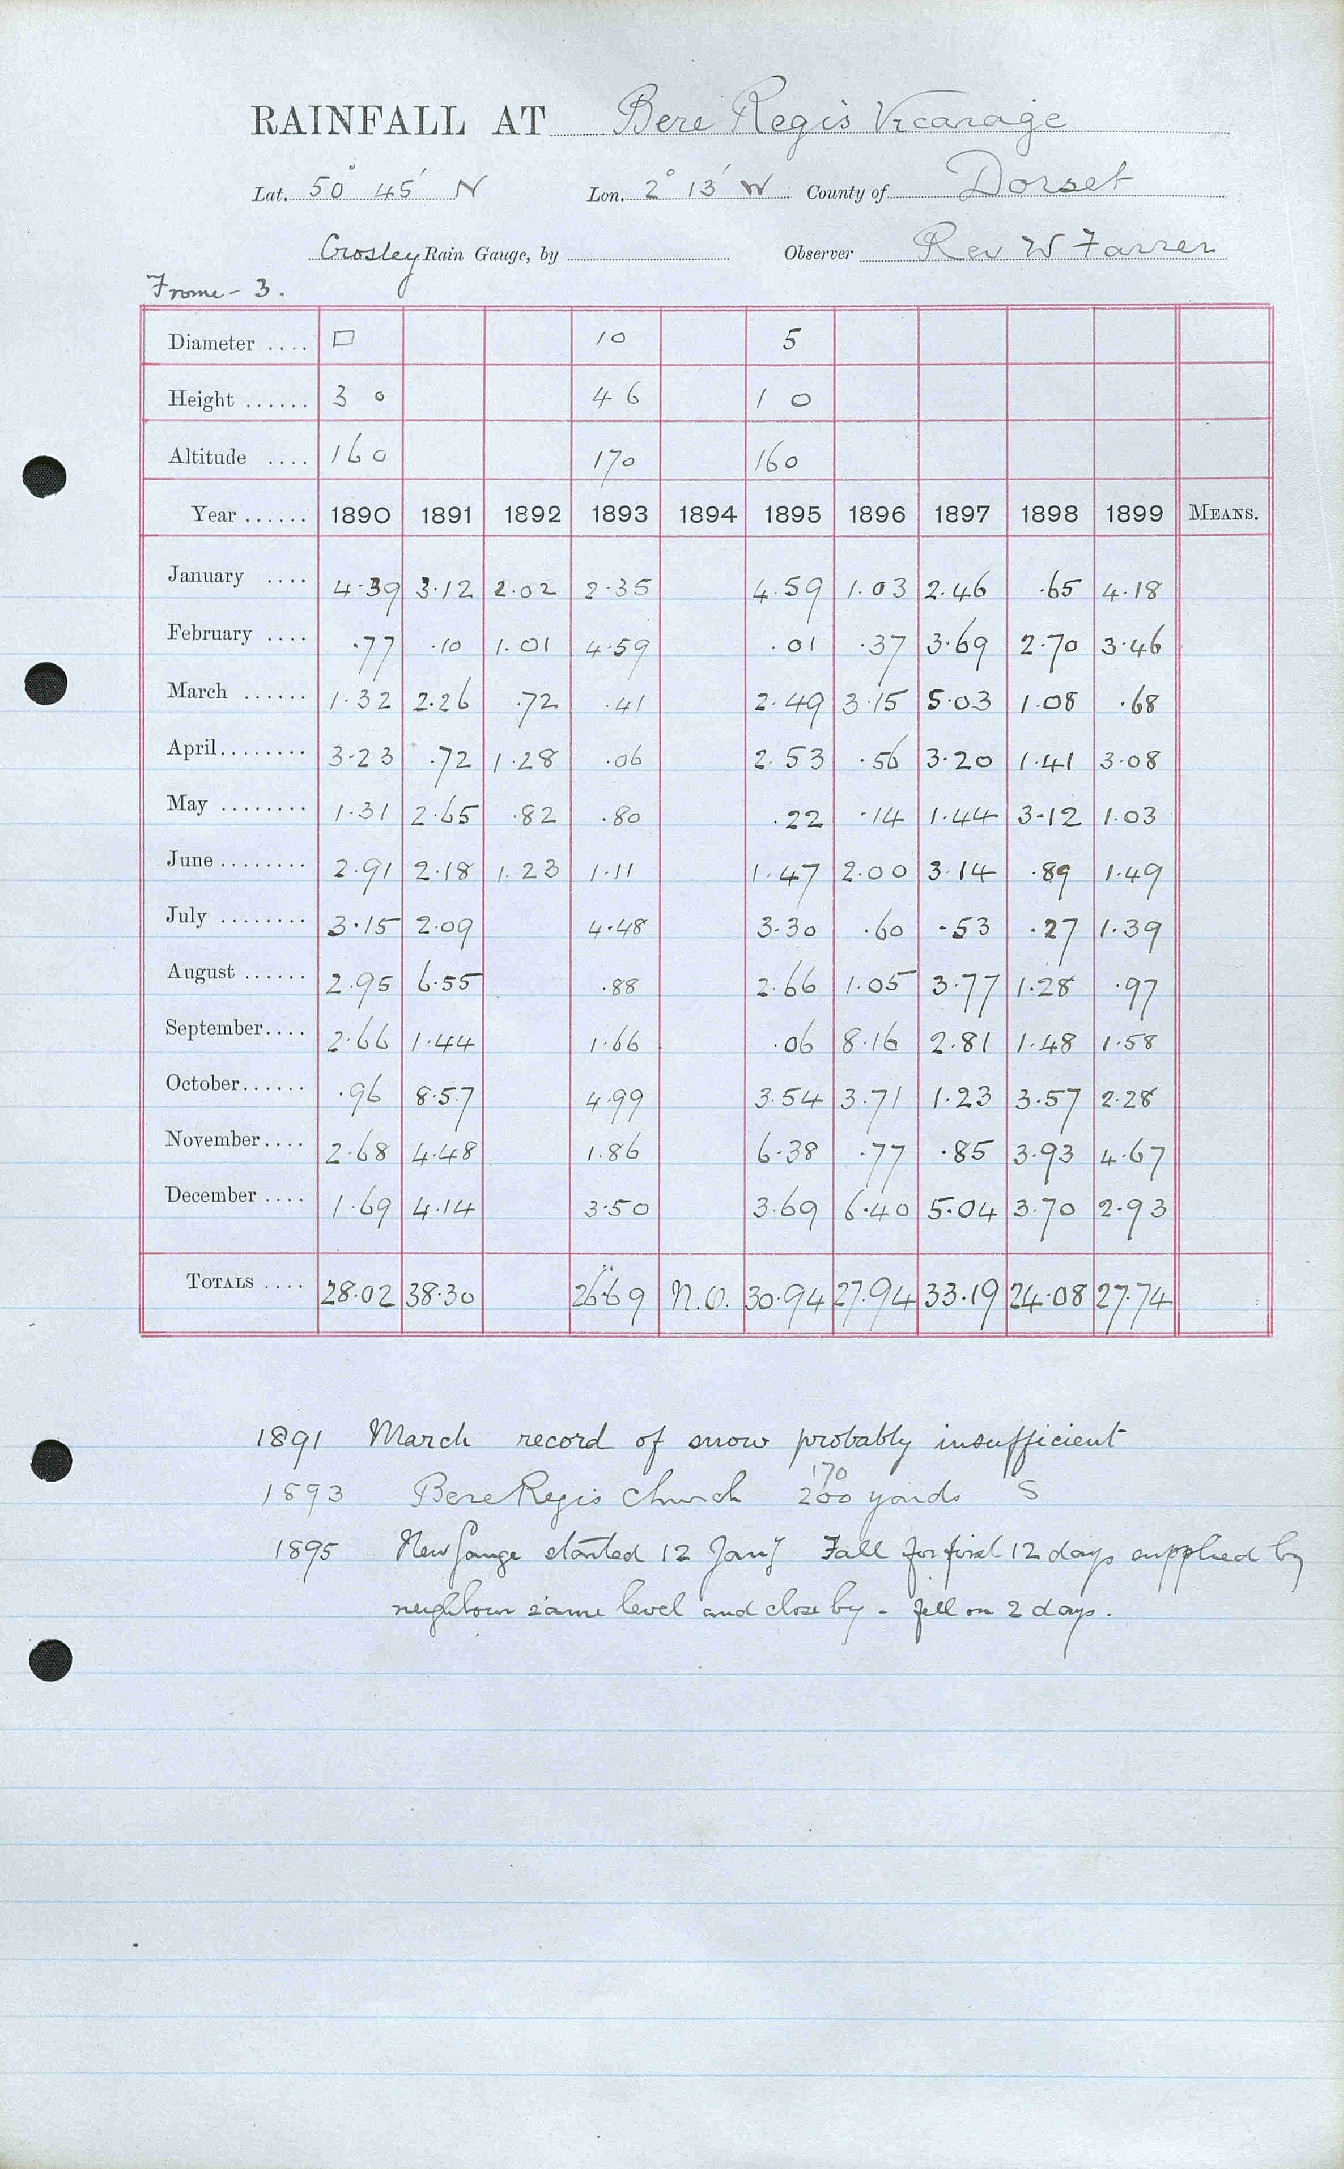 RAINFALL AT Bere Regis Vicarage
Lat. 50° 45' N Lon. 2° 13' W County of Dorset
Crosley Rain Gauge, by Observer Rev W Farrer
Frome - 3.
Diameter .... □ 10 5
Height ...... 3 0 4 6 1 0
Altitude .... 160 170 160
Year ...... 1890 1891 1892 1893 1894 1895 1896 1897 1898 1899 MEANS.
January .... 4.39 3.12 2.02 2.35 4.59 1.03 2.46 .65 4.18
February .... .77 .10 1.01 4.59 .01 .37 3.69 2.70 3.46
March ...... 1.32 2.26 .72 .41 2.49 3.15 5.03 1.08 .68
April........ 3.23 .72 1.28 .06 2.53 .56 3.20 1.41 3.08
May ........ 1.31 2.65 .82 .80 .22 .14 1.44 3.12 1.03
June ........ 2.91 2.18 1.23 1.11 1.47 2.00 3.14 .89 1.49
July ........ 3.15 2.09 4.48 3.30 .60 .53 .27 1.39
August ...... 2.95 6.55 .88 2.66 1.05 3.77 1.28 .97
September.... 2.66 1.44 1.66 .06 8.16 2.81 1.48 1.58
October...... .96 8.57 4.99 3.54 3.71 1.23 3.57 2.28
November.... 2.68 4.48 1.86 6.38 .77 .85 3.93 4.67
December .... 1.69 4.14 3.50 3.69 6.40 5.04 3.70 2.93
TOTALS .... 28.02 38.30 26.69 N.O. 30.94 27.94 33.19 24.08 27.74
1891 March record of snow probably insufficient
170
1893 Bere Regis Church 200 yards S
1895 New Gauge started 12 Jany Fall for first 12 days supplied by
neighbour same level and close by - fell on 2 days.